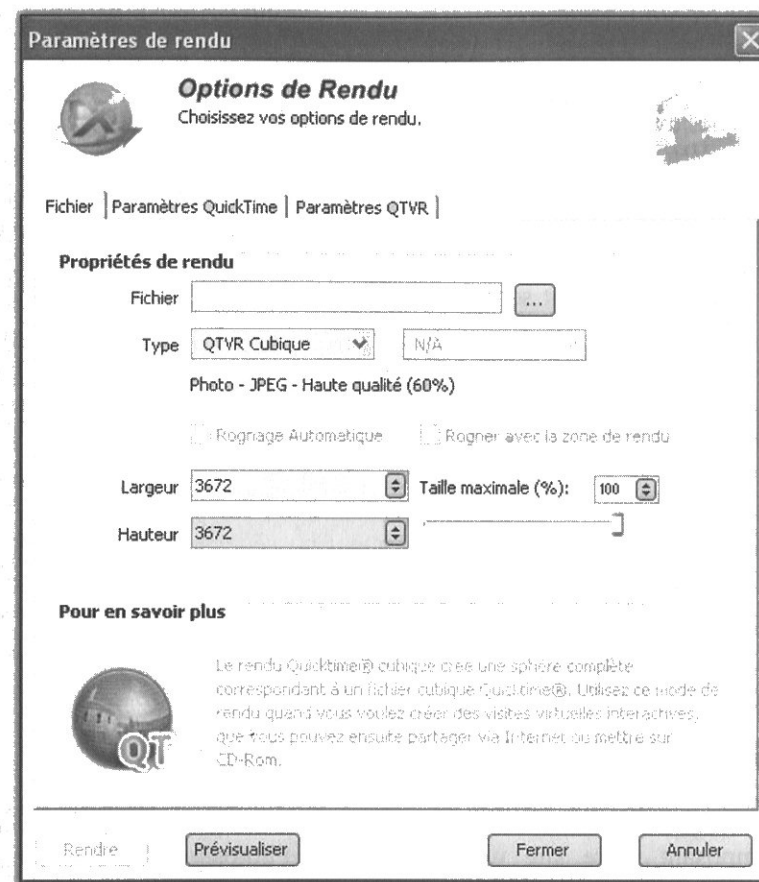 Paramètres de rendu
Options de Rendu
Choisissez vos options de rendu.
Fichier | Paramètres QuickTime | Paramètres QTVR |
Propriétés de rendu
Fichier ...
Type QTVR Cubique N/A
Photo - JPEG - Haute qualité (60%)
Rognage Automatique Rogner avec la zone de rendu
Largeur 3672 Taille maximale (%): 100
Hauteur 3672
Pour en savoir plus
Le rendu Quicktime® cubique crée une sphère complète
correspondant à un fichier cubique Quicktime®. Utilisez ce mode de
rendu quand vous voulez créer des visites virtuelles interactives,
que vous pouvez ensuite partager via Internet ou mettre sur
CD-Rom.
QT
Rendre Prévisualiser Fermer Annuler